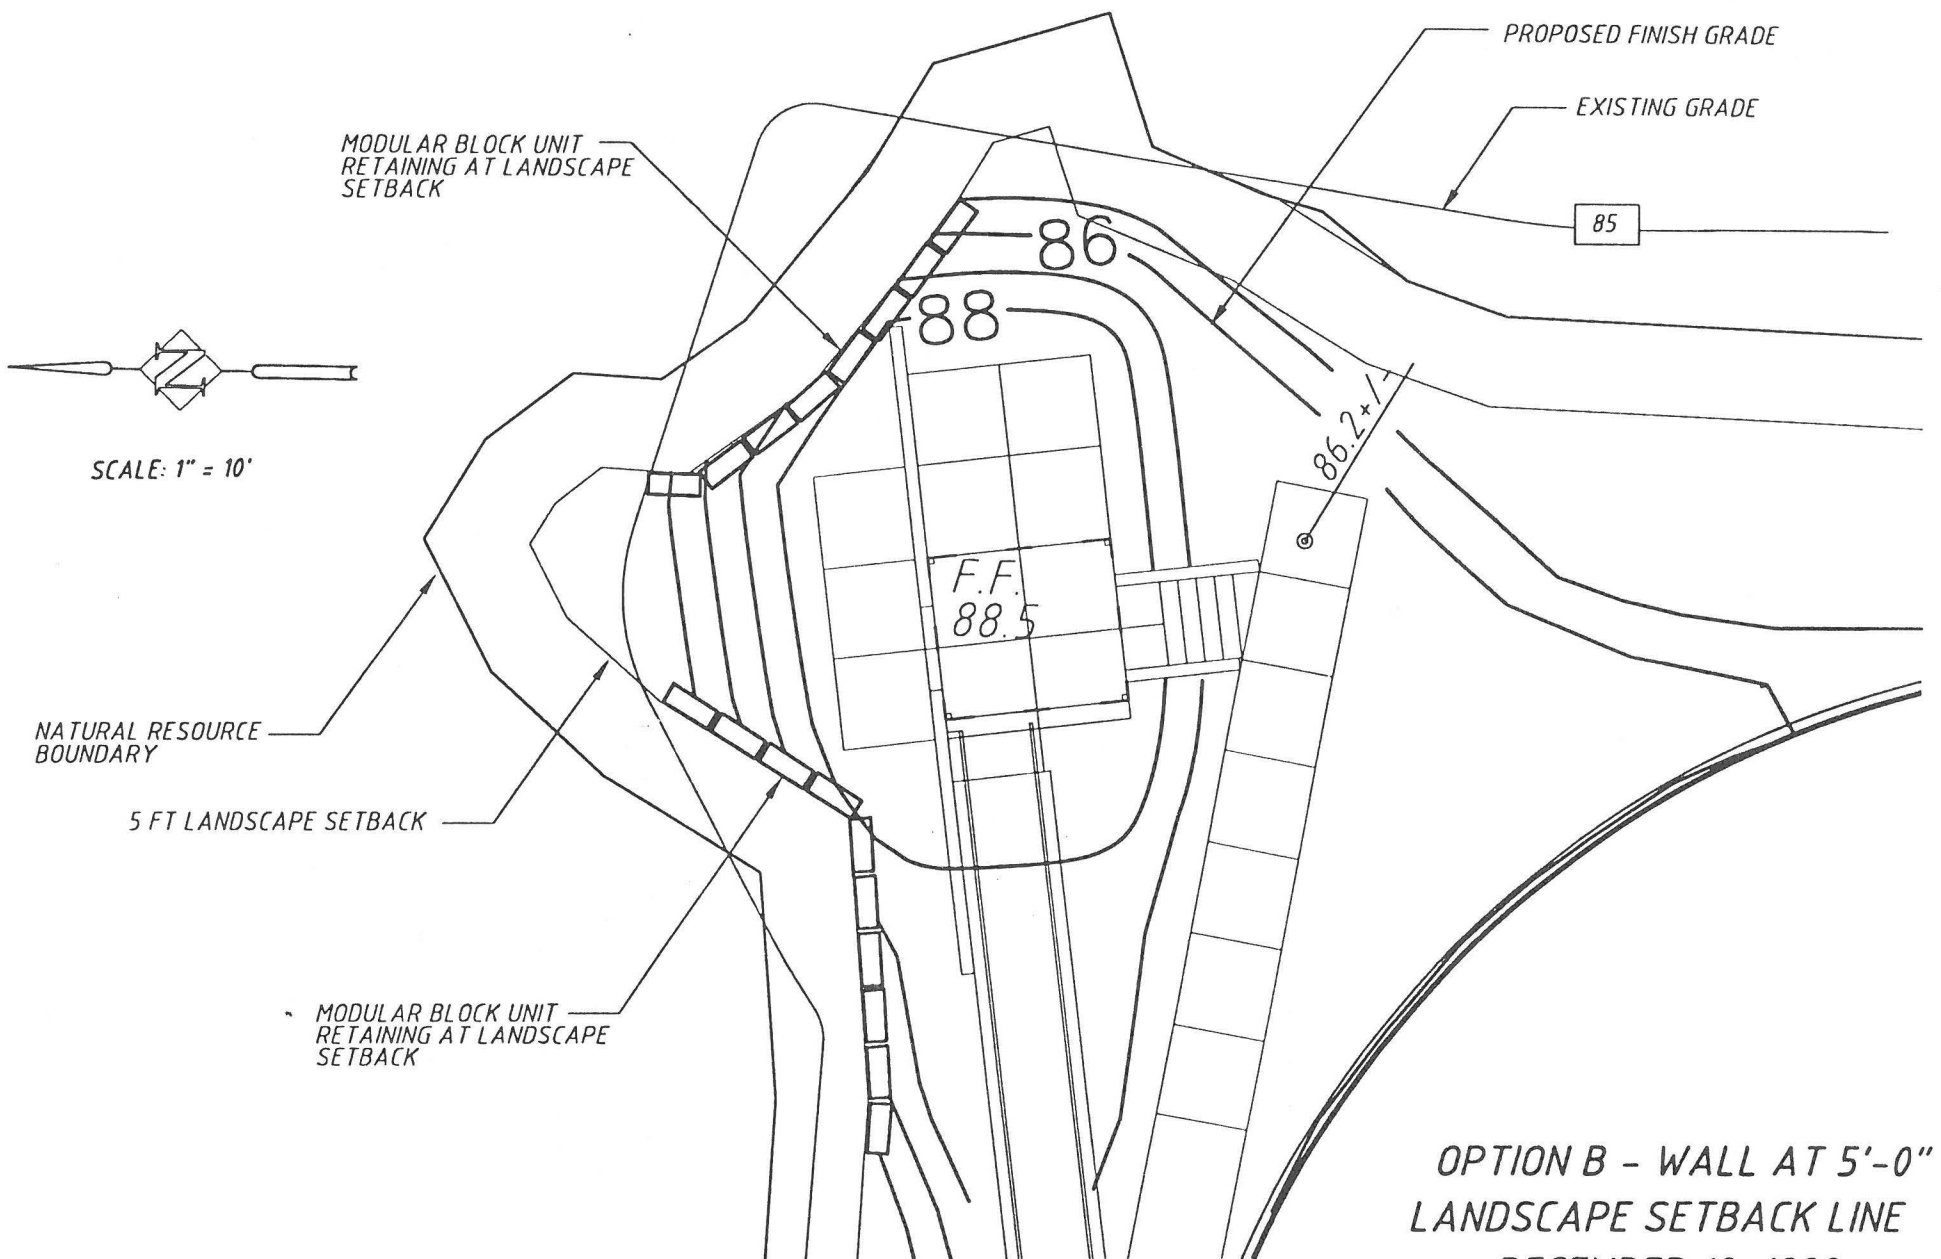 PROPOSED FINISH GRADE
EXISTING GRADE
MODULAR BLOCK UNIT
RETAINING AT LANDSCAPE
SETBACK
85
86
88
N
SCALE: 1" = 10'
86.2+/-
F.F.
88.5
NATURAL RESOURCE
BOUNDARY
5 FT LANDSCAPE SETBACK
MODULAR BLOCK UNIT
RETAINING AT LANDSCAPE
SETBACK
OPTION B - WALL AT 5'-0"
LANDSCAPE SETBACK LINE
DECEMBER